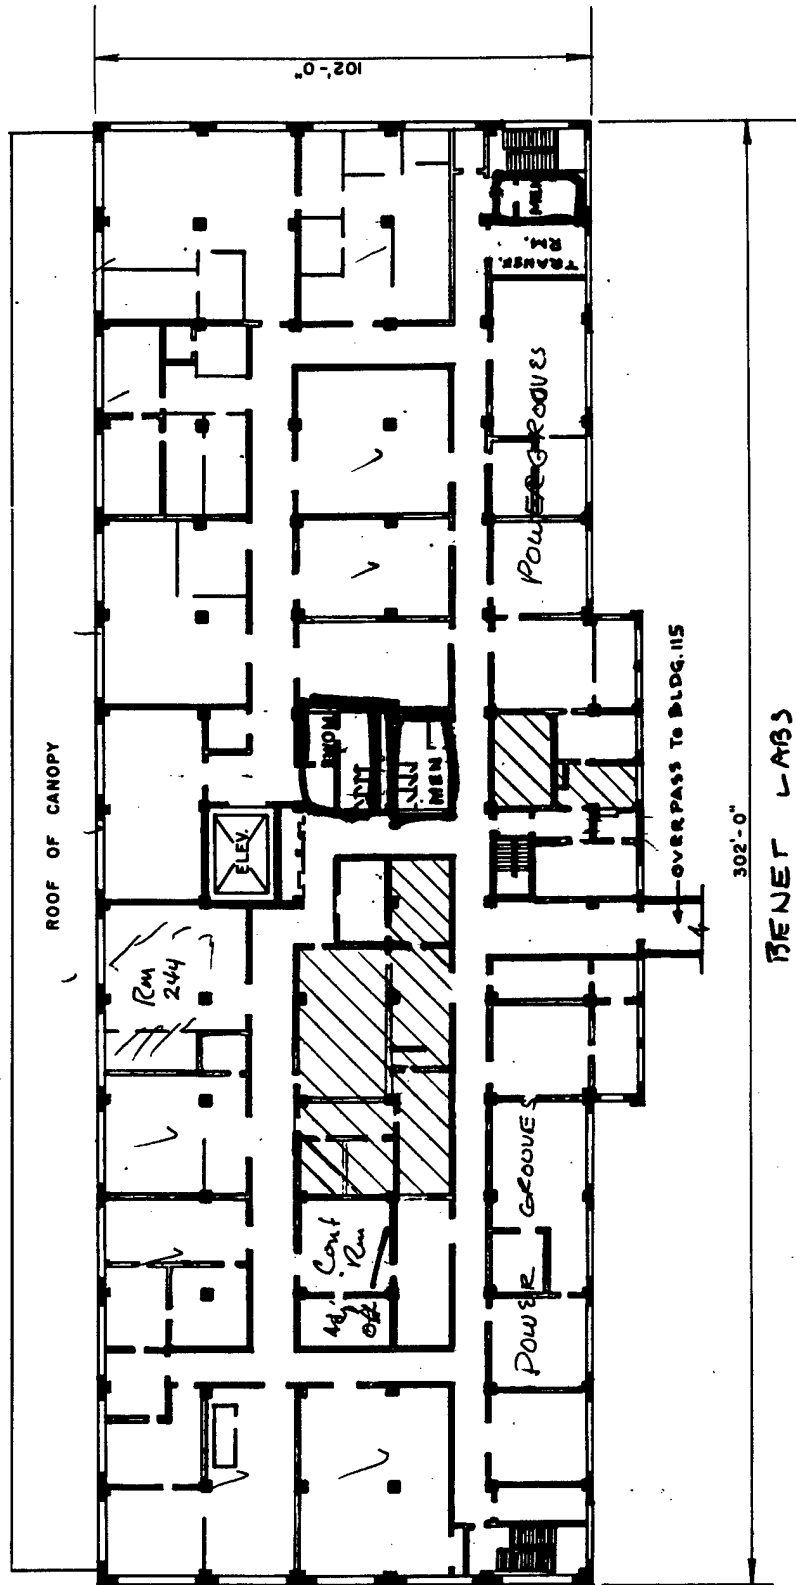 102'-0"
MEN
TRANSF.
RM.
POWER GROOVES
ROOF OF CANOPY
WOM
MEN
ELEV.
OVERPASS TO BLDG. 115
302'-0"
BENET LABS
Rm
244
Conf
Rm
Adj.
Off
POWER GROOVES